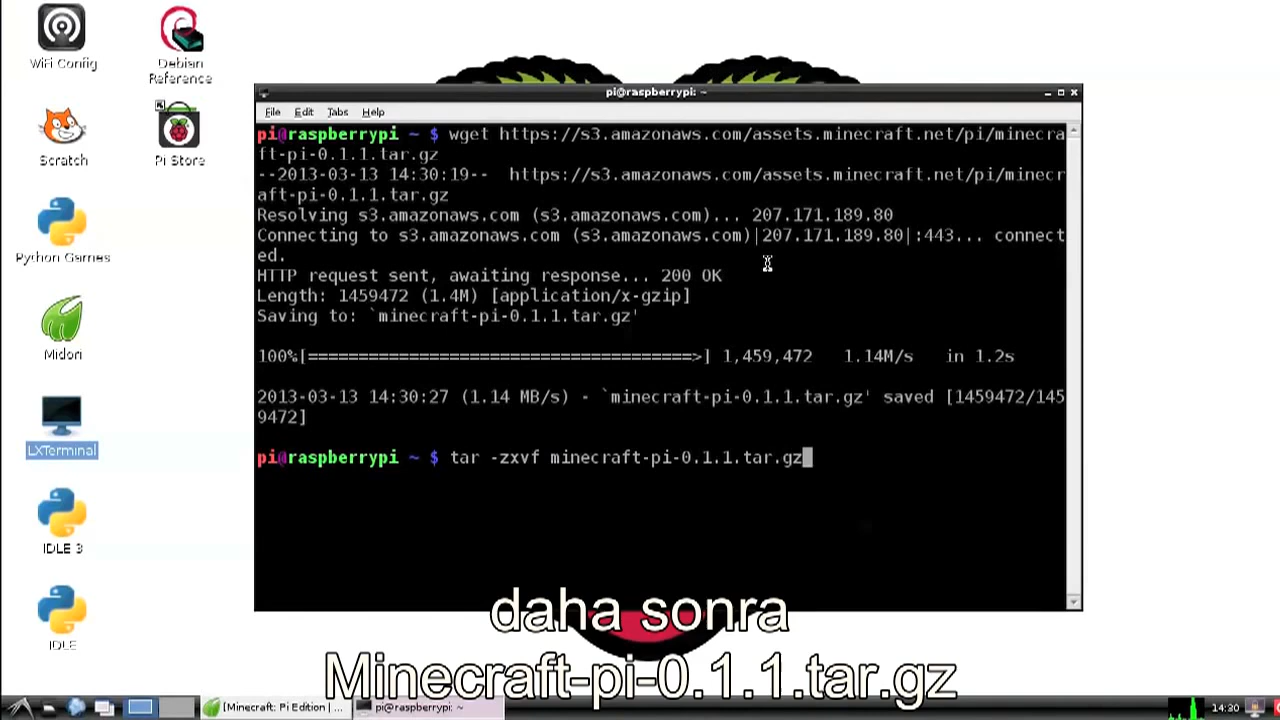 WiFi Config
Debian
Reference
Scratch
Pi Store
Python Games
Midori
LXTerminal
IDLE 3
IDLE
pi@raspberrypi: ~
File Edit Tabs Help
pi@raspberrypi ~ $ wget https://s3.amazonaws.com/assets.minecraft.net/pi/minecra
ft-pi-0.1.1.tar.gz
--2013-03-13 14:30:19-- https://s3.amazonaws.com/assets.minecraft.net/pi/minecr
aft-pi-0.1.1.tar.gz
Resolving s3.amazonaws.com (s3.amazonaws.com)... 207.171.189.80
Connecting to s3.amazonaws.com (s3.amazonaws.com)|207.171.189.80|:443... connect
ed.
HTTP request sent, awaiting response... 200 OK
Length: 1459472 (1.4M) [application/x-gzip]
Saving to: `minecraft-pi-0.1.1.tar.gz'
100%[======================================>] 1,459,472 1.14M/s in 1.2s
2013-03-13 14:30:27 (1.14 MB/s) - `minecraft-pi-0.1.1.tar.gz' saved [1459472/145
9472]
pi@raspberrypi ~ $ tar -zxvf minecraft-pi-0.1.1.tar.gz
daha sonra
Minecraft-pi-0.1.1.tar.gz
[Minecraft: Pi Edition | ...
pi@raspberrypi: ~
14:30